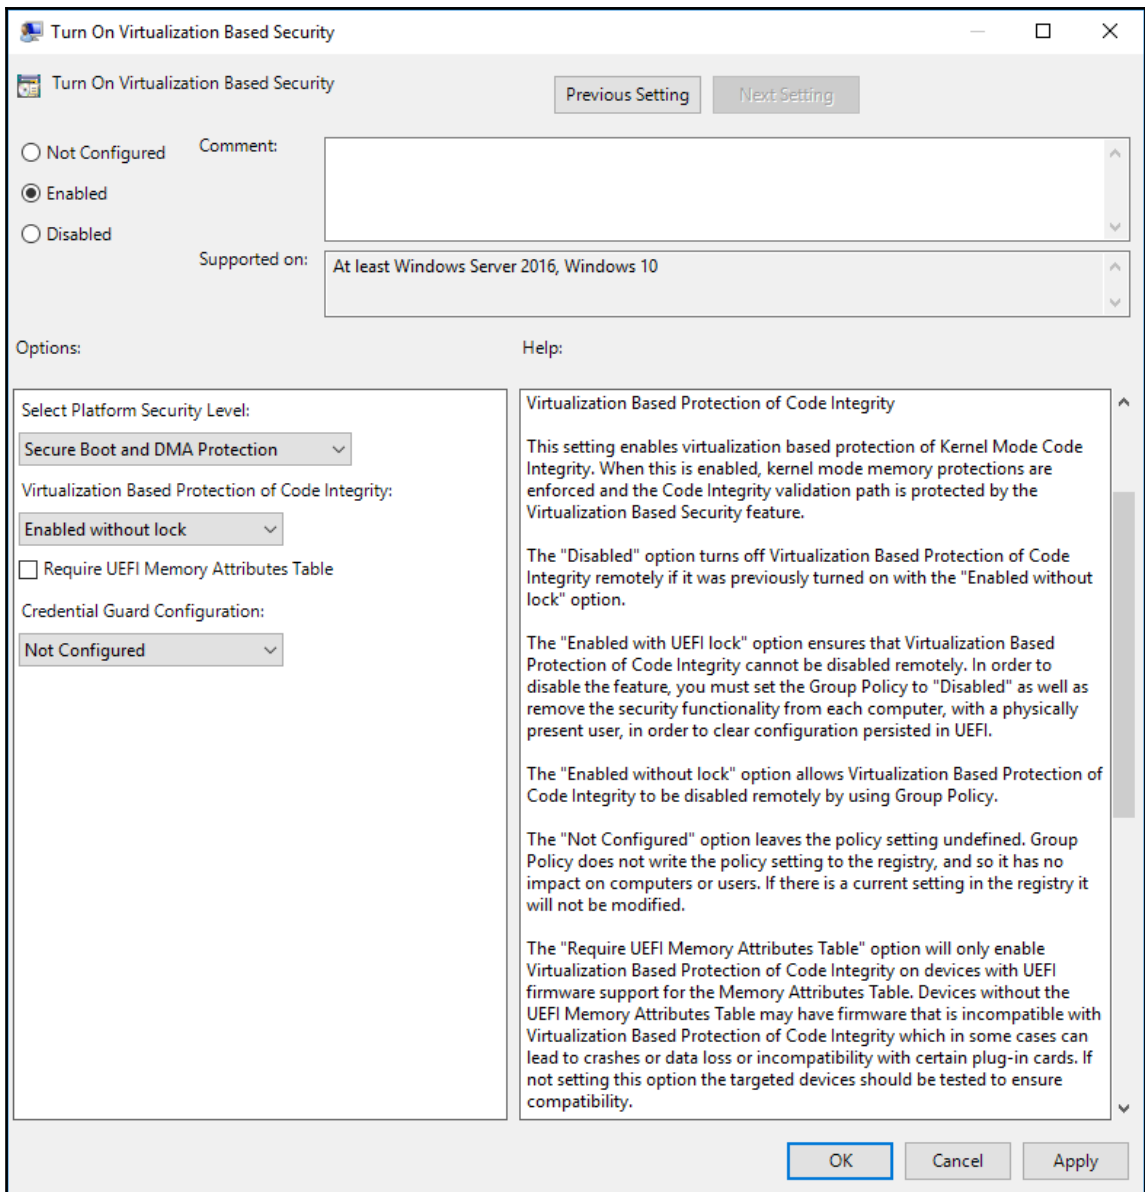 Turn On Virtualization Based Security
Turn On Virtualization Based Security
Previous Setting
Next Setting
Not Configured
Comment:
Enabled
Disabled
Supported on:
At least Windows Server 2016, Windows 10
Options:
Help:
Select Platform Security Level:
Secure Boot and DMA Protection
Virtualization Based Protection of Code Integrity:
Enabled without lock
Require UEFI Memory Attributes Table
Credential Guard Configuration:
Not Configured
Virtualization Based Protection of Code Integrity
This setting enables virtualization based protection of Kernel Mode Code
Integrity. When this is enabled, kernel mode memory protections are
enforced and the Code Integrity validation path is protected by the
Virtualization Based Security feature.
The "Disabled" option turns off Virtualization Based Protection of Code
Integrity remotely if it was previously turned on with the "Enabled without
lock" option.
The "Enabled with UEFI lock" option ensures that Virtualization Based
Protection of Code Integrity cannot be disabled remotely. In order to
disable the feature, you must set the Group Policy to "Disabled" as well as
remove the security functionality from each computer, with a physically
present user, in order to clear configuration persisted in UEFI.
The "Enabled without lock" option allows Virtualization Based Protection of
Code Integrity to be disabled remotely by using Group Policy.
The "Not Configured" option leaves the policy setting undefined. Group
Policy does not write the policy setting to the registry, and so it has no
impact on computers or users. If there is a current setting in the registry it
will not be modified.
The "Require UEFI Memory Attributes Table" option will only enable
Virtualization Based Protection of Code Integrity on devices with UEFI
firmware support for the Memory Attributes Table. Devices without the
UEFI Memory Attributes Table may have firmware that is incompatible with
Virtualization Based Protection of Code Integrity which in some cases can
lead to crashes or data loss or incompatibility with certain plug-in cards. If
not setting this option the targeted devices should be tested to ensure
compatibility.
OK
Cancel
Apply